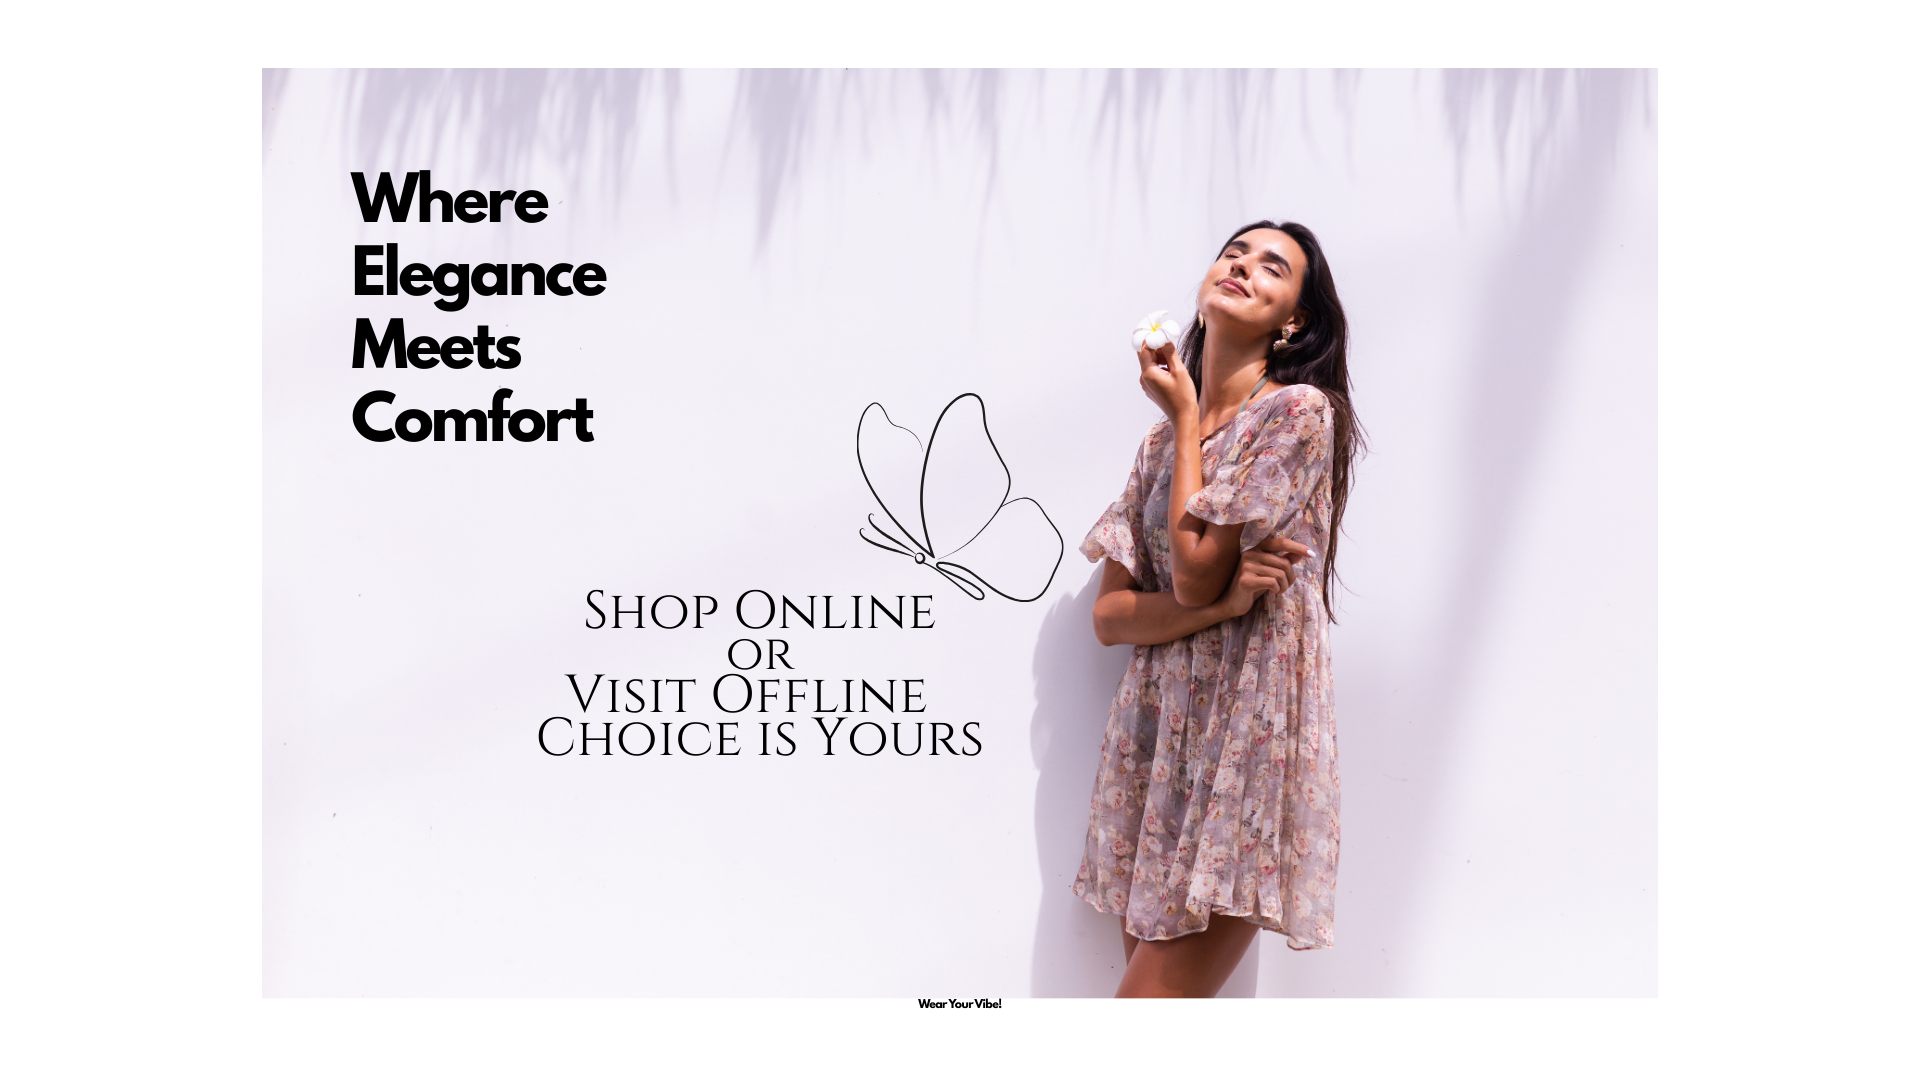 Where
Elegance
Meets
Comfort
Shop Online
or
Visit Offline
Choice is Yours
Wear Your Vibe!